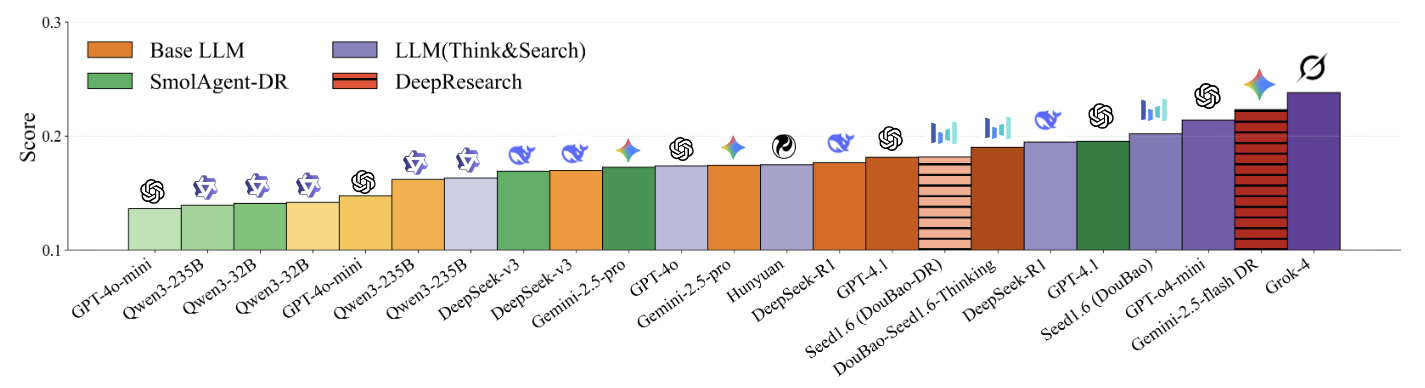 0.3
Base LLM
LLM(Think&Search)
SmolAgent-DR
DeepResearch
Score
0.2
0.1
GPT-4o-mini
Qwen3-235B
Qwen3-32B
Qwen3-32B
GPT-4o-mini
Qwen3-235B
Qwen3-235B
DeepSeek-v3
DeepSeek-v3
Gemini-2.5-pro
GPT-4o
Gemini-2.5-pro
Hunyuan
DeepSeek-R1
GPT-4.1
Seed1.6 (DouBao-DR)
DouBao-Seed1.6-Thinking
DeepSeek-R1
GPT-4.1
Seed1.6 (DouBao)
GPT-o4-mini
Gemini-2.5-flash DR
Grok-4